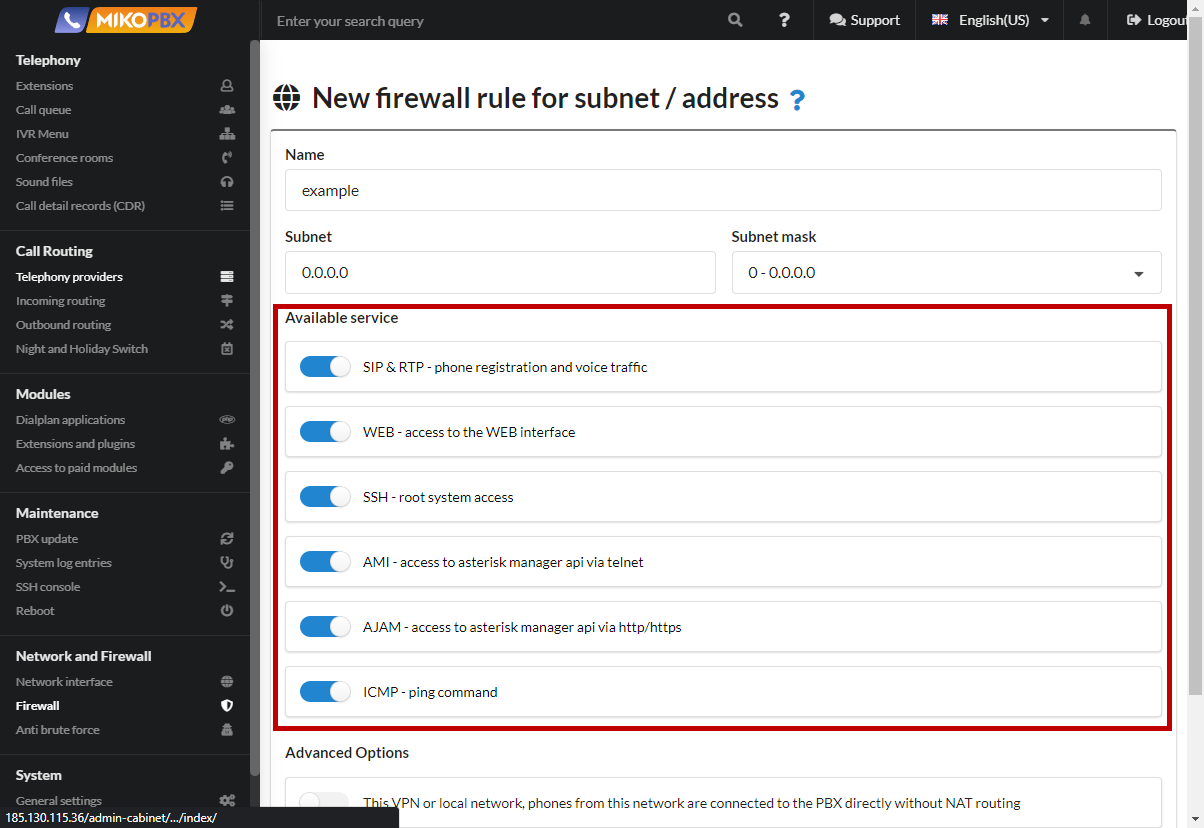 MIKOPBX
Enter your search query
?
Support
English(US)
Logout
Telephony
Extensions
Call queue
IVR Menu
Conference rooms
Sound files
Call detail records (CDR)
Call Routing
Telephony providers
Incoming routing
Outbound routing
Night and Holiday Switch
Modules
Dialplan applications
Extensions and plugins
Access to paid modules
Maintenance
PBX update
System log entries
SSH console
Reboot
Network and Firewall
Network interface
Firewall
Anti brute force
System
General settings
185.130.115.36/admin-cabinet/.../index/
New firewall rule for subnet / address ?
Name
example
Subnet
Subnet mask
0.0.0.0
0 - 0.0.0.0
Available service
SIP & RTP - phone registration and voice traffic
WEB - access to the WEB interface
SSH - root system access
AMI - access to asterisk manager api via telnet
AJAM - access to asterisk manager api via http/https
ICMP - ping command
Advanced Options
This VPN or local network, phones from this network are connected to the PBX directly without NAT routing